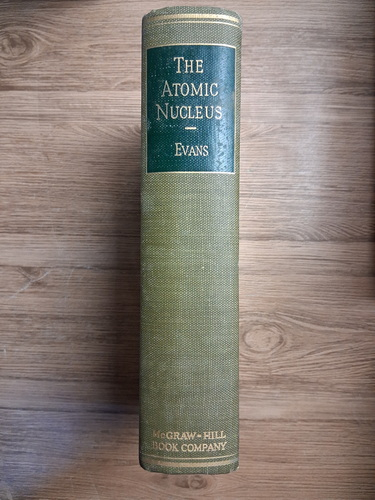 THE
ATOMIC
NUCLEUS
EVANS
MCGRAW-HILL
BOOK COMPANY